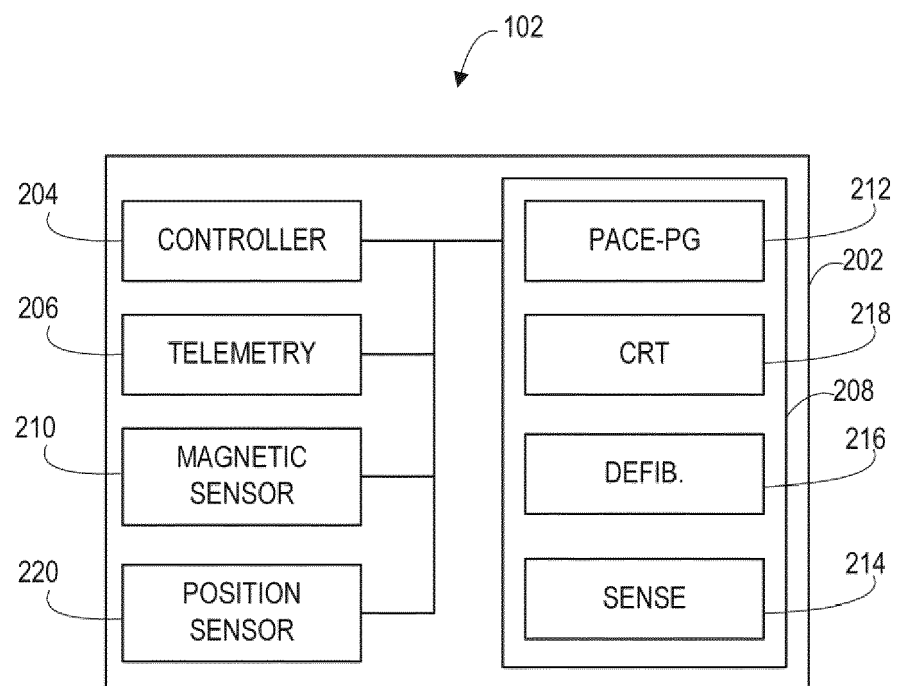 102
204
CONTROLLER
PACE-PG
212
202
206
TELEMETRY
CRT
218
208
210
MAGNETIC
SENSOR
DEFIB.
216
220
POSITION
SENSOR
SENSE
214